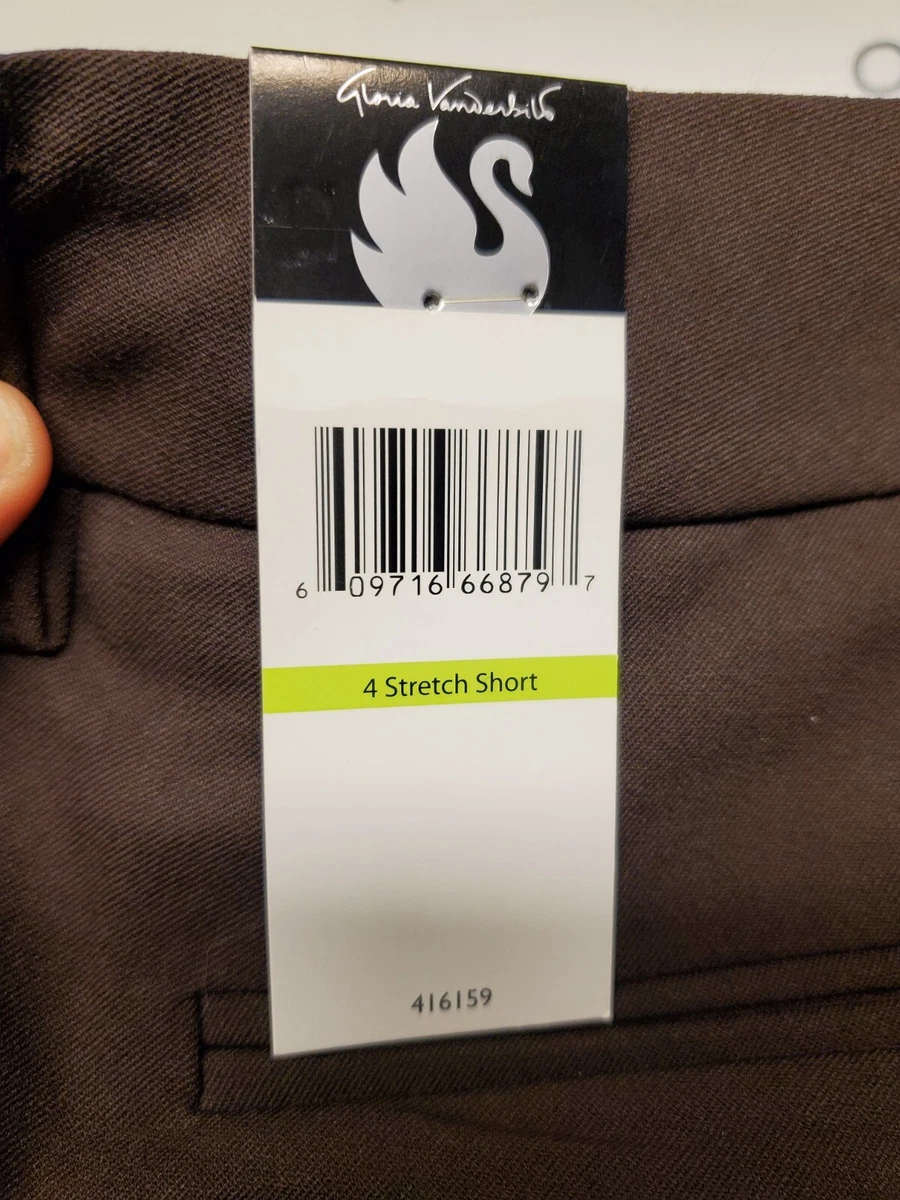 Gloria Vanderbilt
6 09716 66879 7
4 Stretch Short
416159